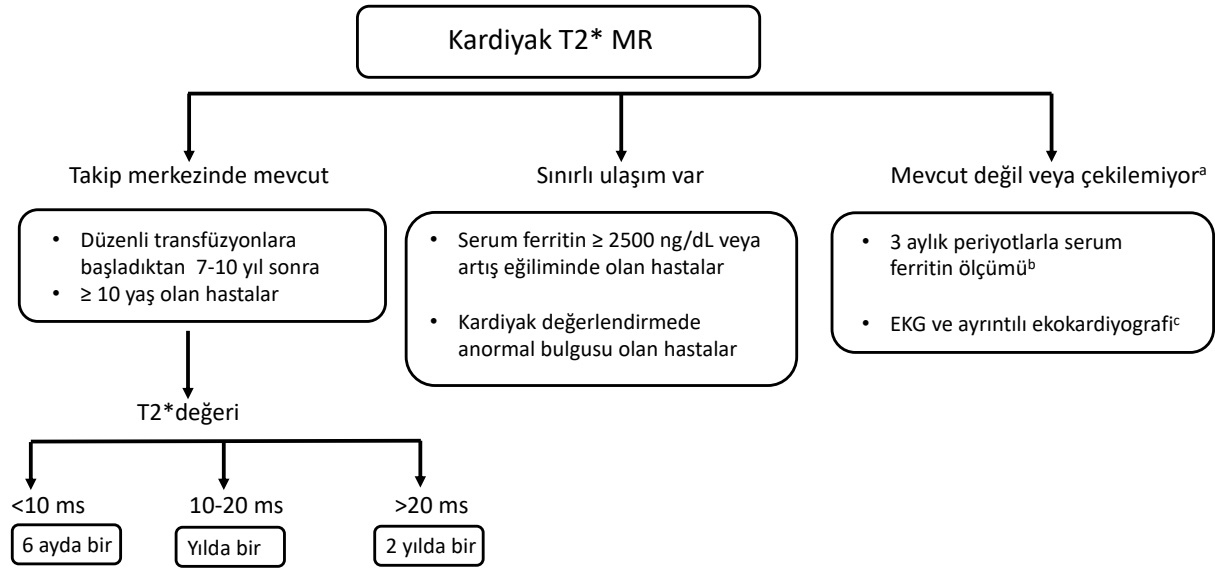 Kardiyak T2* MR
Takip merkezinde mevcut
• Düzenli transfüzyonlara
başladıktan 7-10 yıl sonra
• ≥ 10 yaş olan hastalar
Sınırlı ulaşım var
• Serum ferritin ≥ 2500 ng/dL veya
artış eğiliminde olan hastalar
• Kardiyak değerlendirmede
anormal bulgusu olan hastalar
Mevcut değil veya çekilemiyorᵃ
• 3 aylık periyotlarla serum
ferritin ölçümüᵇ
• EKG ve ayrıntılı ekokardiyografiᶜ
T2*değeri
<10 ms
6 ayda bir
10-20 ms
Yılda bir
>20 ms
2 yılda bir